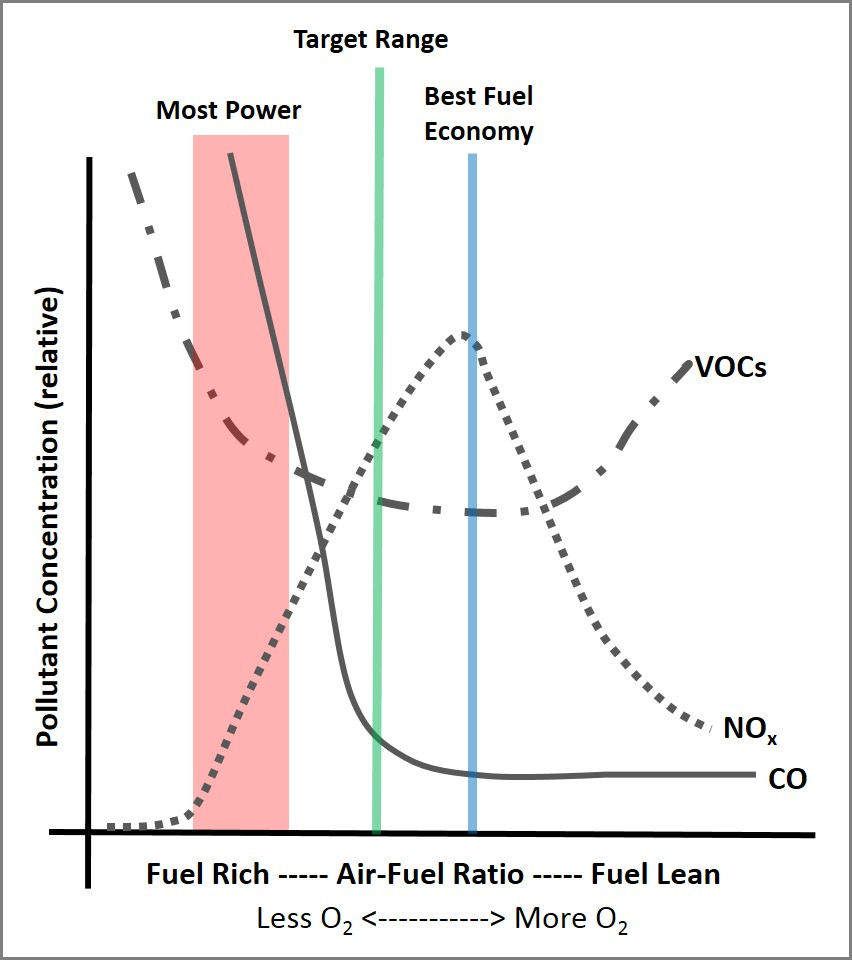 Target Range
Most Power
Best Fuel
Economy
Pollutant Concentration (relative)
VOCs
NOₓ
CO
Fuel Rich ----- Air-Fuel Ratio ----- Fuel Lean
Less O₂ <-----------> More O₂